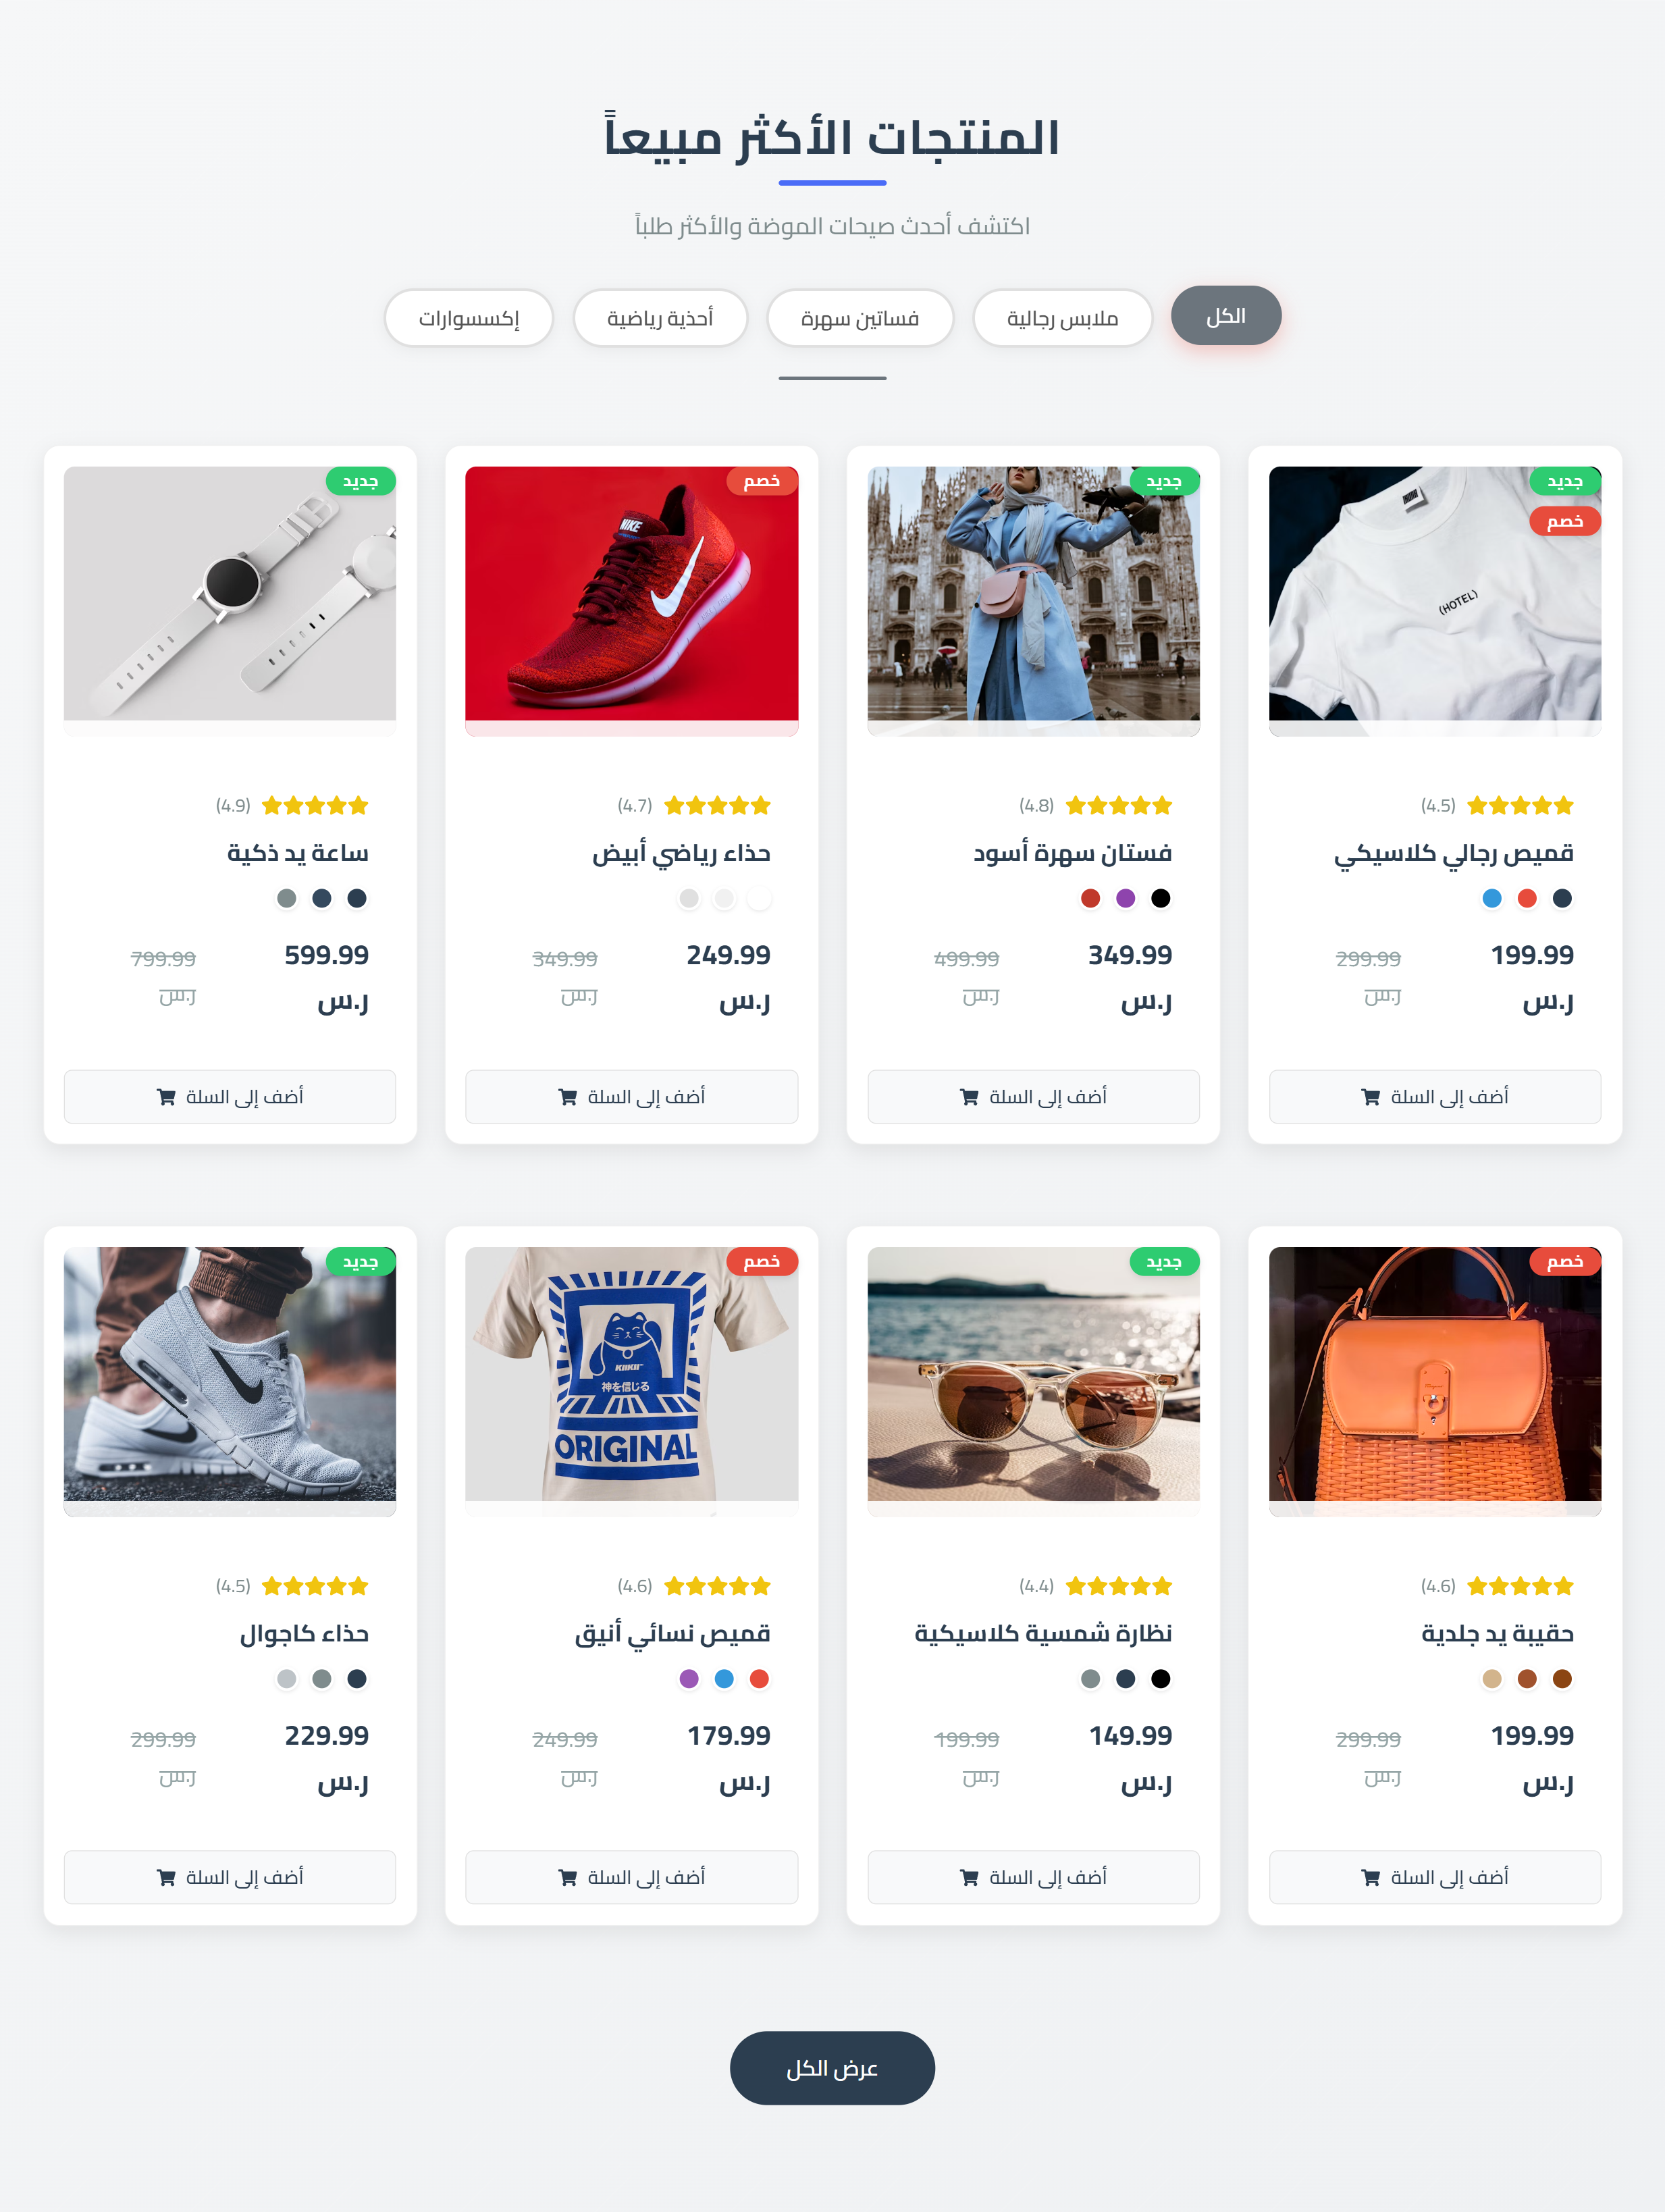 المنتجات الأكثر مبيعاً
اكتشف أحدث صيحات الموضة والأكثر طلباً
الكل
ملابس رجالية
فساتين سهرة
أحذية رياضية
إكسسوارات
جديد
خصم
(HOTEL)
(4.5)
قميص رجالي كلاسيكي
199.99 299.99
ر.س ر.س
أضف إلى السلة
جديد
(4.8)
فستان سهرة أسود
349.99 499.99
ر.س ر.س
أضف إلى السلة
خصم
NIKE
(4.7)
حذاء رياضي أبيض
249.99 349.99
ر.س ر.س
أضف إلى السلة
جديد
(4.9)
ساعة يد ذكية
599.99 799.99
ر.س ر.س
أضف إلى السلة
خصم
(4.6)
حقيبة يد جلدية
199.99 299.99
ر.س ر.س
أضف إلى السلة
جديد
(4.4)
نظارة شمسية كلاسيكية
149.99 199.99
ر.س ر.س
أضف إلى السلة
خصم
KIIKII
神を信じる
ORIGINAL
(4.6)
قميص نسائي أنيق
179.99 249.99
ر.س ر.س
أضف إلى السلة
جديد
(4.5)
حذاء كاجوال
229.99 299.99
ر.س ر.س
أضف إلى السلة
عرض الكل